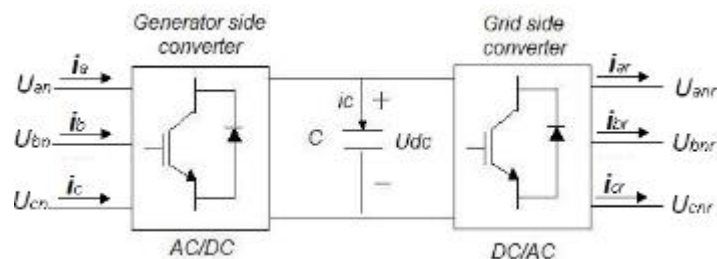 Generator side
converter
Grid side
converter
ia
Uan
ib
Ubn
ic
Ucn
AC/DC
ic
+
C
Udc
−
iar
Uanr
ibr
Ubnr
icr
Ucnr
DC/AC